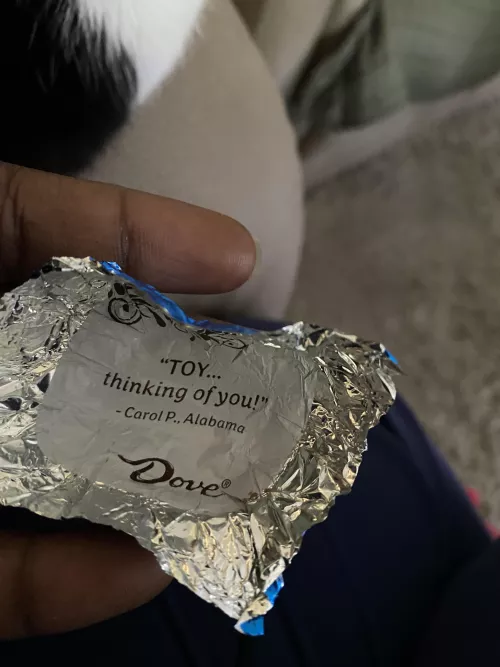 "TOY...
thinking of you!"
- Carol P., Alabama
Dove®